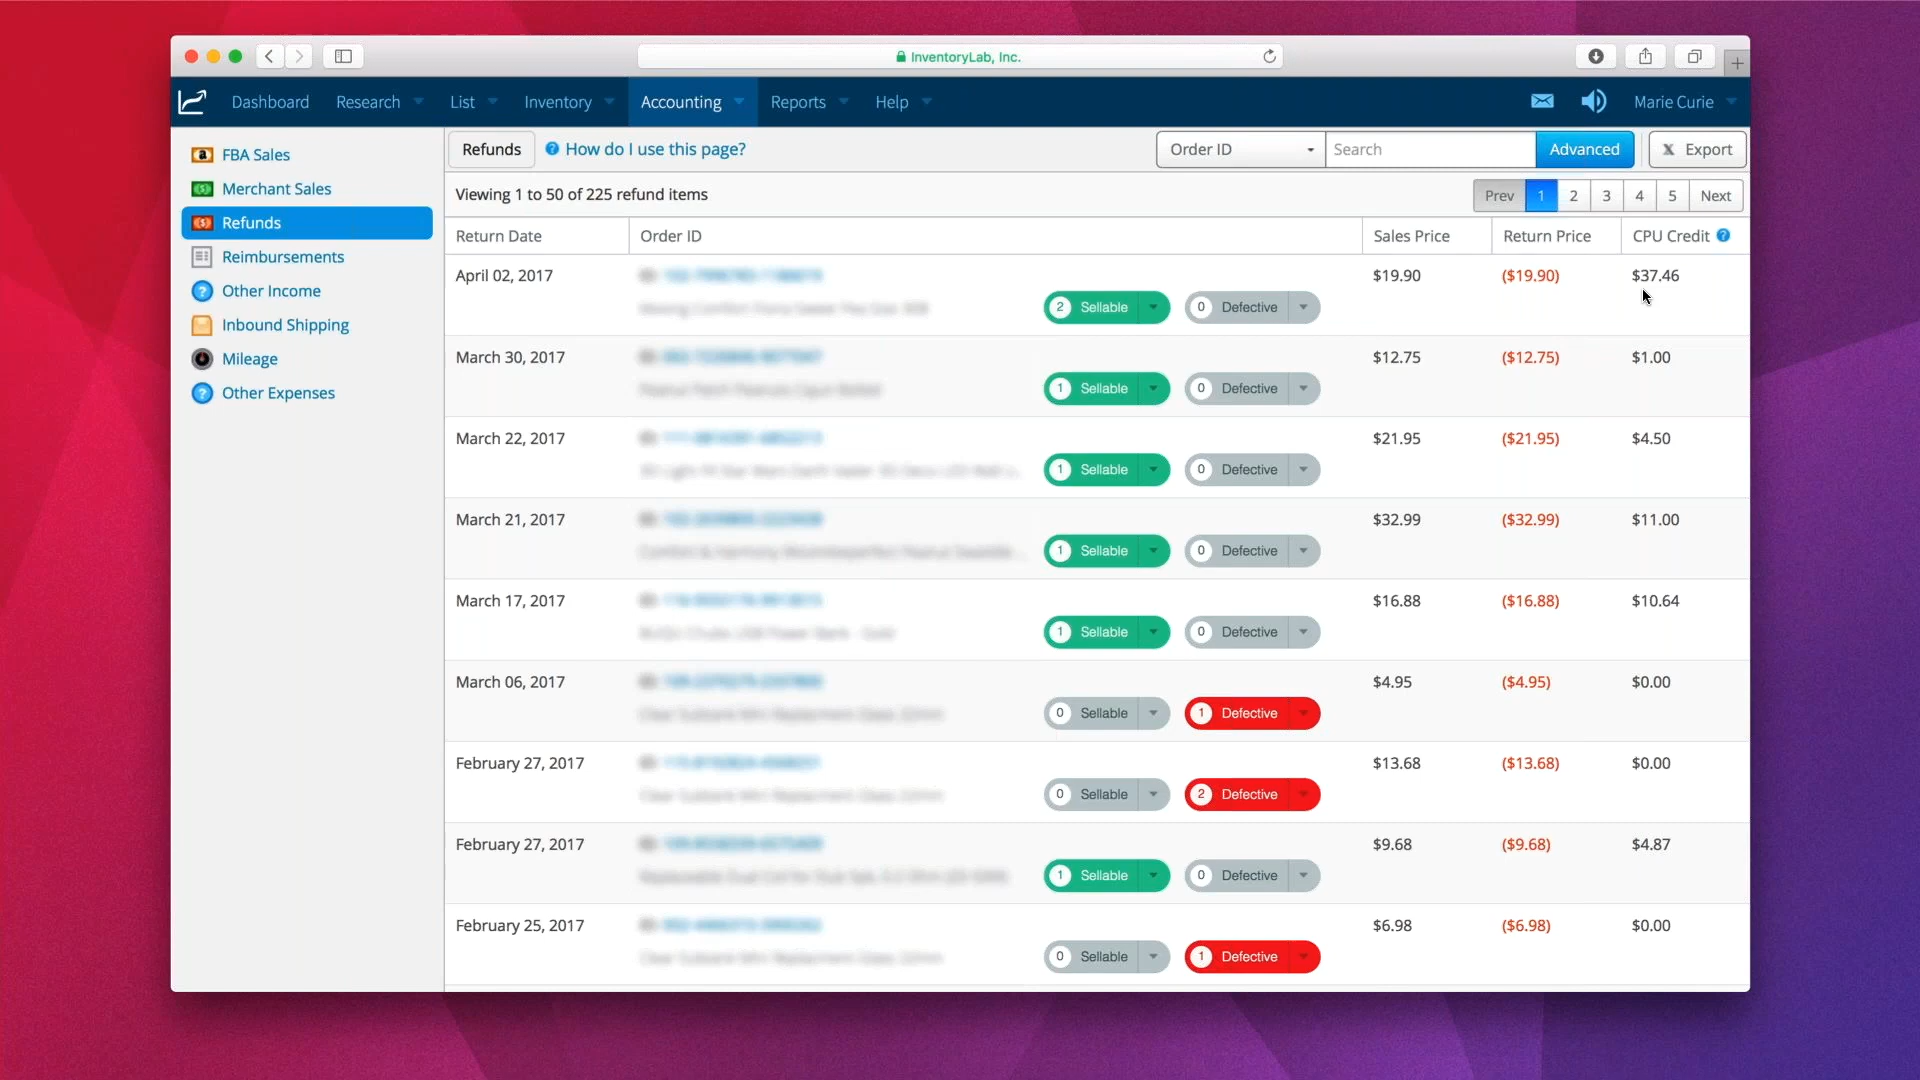 InventoryLab, Inc.
Dashboard Research List Inventory Accounting Reports Help Marie Curie
FBA Sales
Merchant Sales
Refunds
Reimbursements
Other Income
Inbound Shipping
Mileage
Other Expenses
Refunds How do I use this page? Order ID Search Advanced Export
Viewing 1 to 50 of 225 refund items Prev 1 2 3 4 5 Next
Return Date Order ID Sales Price Return Price CPU Credit
April 02, 2017 $19.90 ($19.90) $37.46
2 Sellable 0 Defective
March 30, 2017 $12.75 ($12.75) $1.00
1 Sellable 0 Defective
March 22, 2017 $21.95 ($21.95) $4.50
1 Sellable 0 Defective
March 21, 2017 $32.99 ($32.99) $11.00
1 Sellable 0 Defective
March 17, 2017 $16.88 ($16.88) $10.64
1 Sellable 0 Defective
March 06, 2017 $4.95 ($4.95) $0.00
0 Sellable 1 Defective
February 27, 2017 $13.68 ($13.68) $0.00
0 Sellable 2 Defective
February 27, 2017 $9.68 ($9.68) $4.87
1 Sellable 0 Defective
February 25, 2017 $6.98 ($6.98) $0.00
0 Sellable 1 Defective